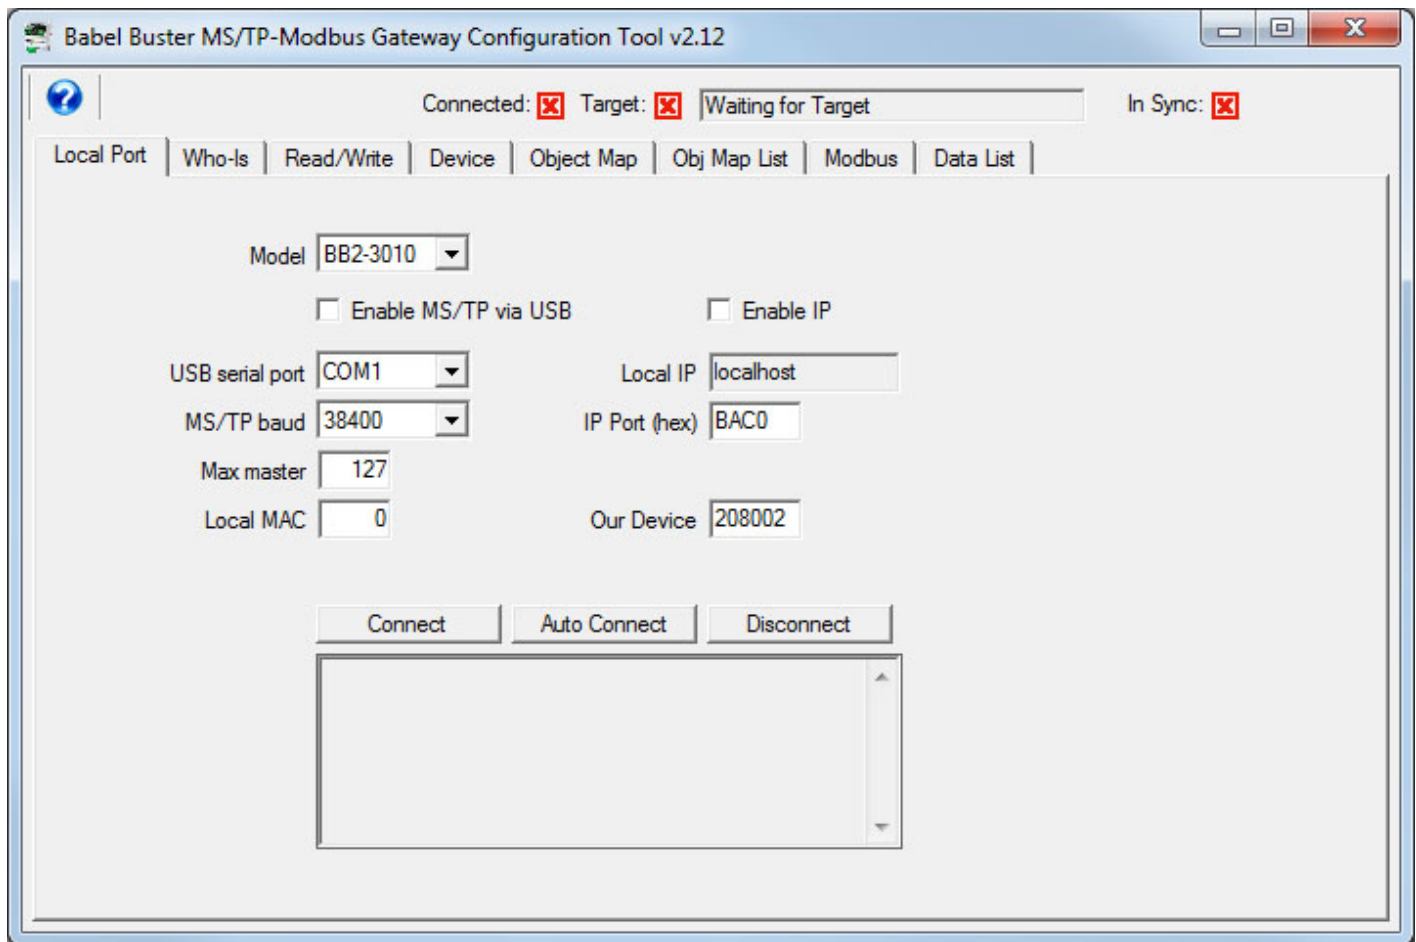 Babel Buster MS/TP-Modbus Gateway Configuration Tool v2.12
Connected: Target: Waiting for Target In Sync:
Local Port Who-Is Read/Write Device Object Map Obj Map List Modbus Data List
Model BB2-3010
Enable MS/TP via USB Enable IP
USB serial port COM1 Local IP localhost
MS/TP baud 38400 IP Port (hex) BAC0
Max master 127
Local MAC 0 Our Device 208002
Connect Auto Connect Disconnect